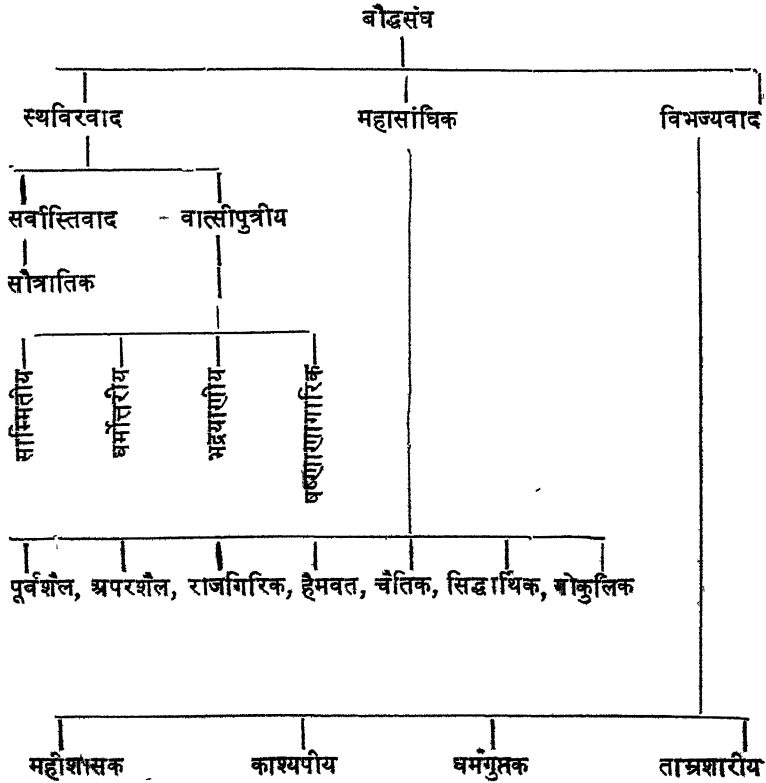 बौद्धसंघ
स्थविरवाद महासांघिक विभज्यवाद
सर्वास्तिवाद - वात्सीपुत्रीय
सौत्रातिक
साम्मितीय धर्मोत्तरीय भद्रयाणीय षष्णाणागारिक
पूर्वशैल, अपरशैल, राजगिरिक, हैमवत, चैतिक, सिद्धार्थिक, गोकुलिक
महीशासक काश्यपीय धर्मगुप्तक ताम्रशारीय